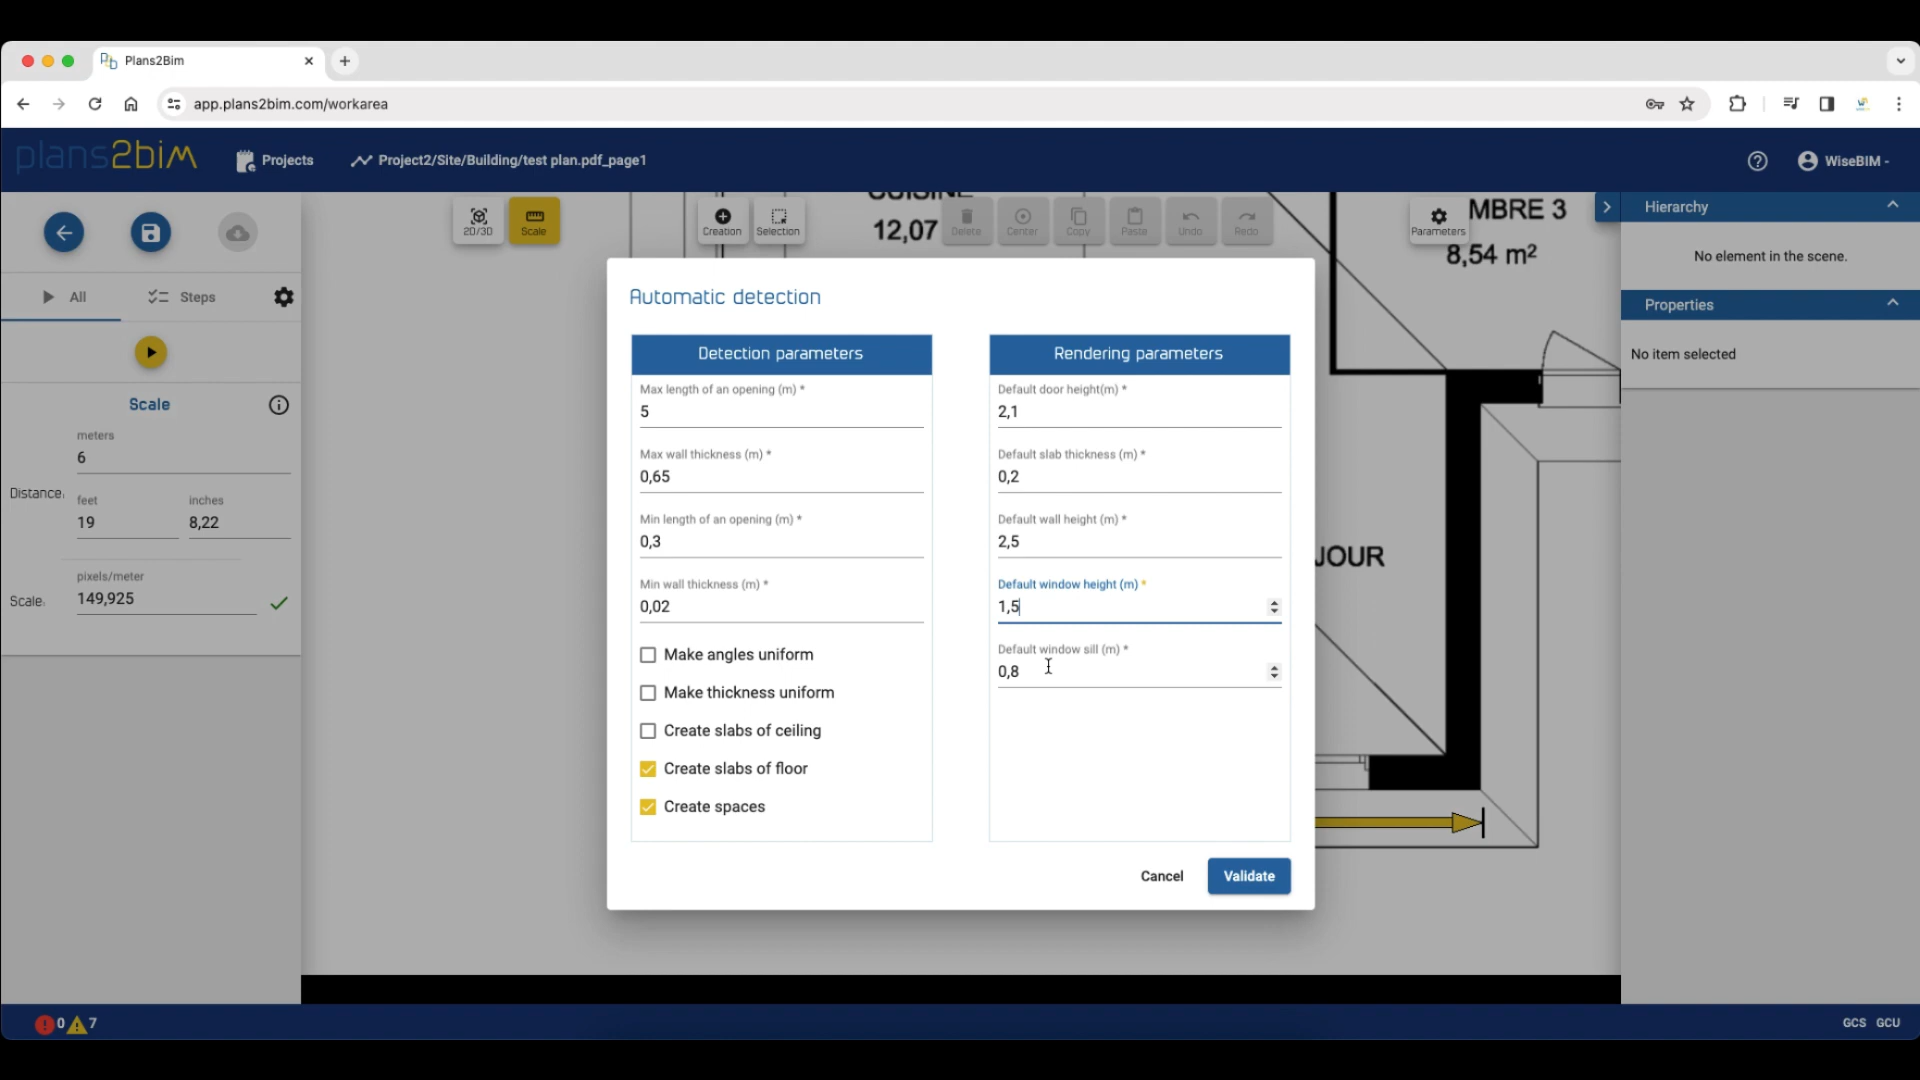 Plans2Bim
app.plans2bim.com/workarea
plans2bim
Projects
Project2/Site/Building/test plan.pdf_page1
WiseBIM -
2D/3D
Scale
Creation
Selection
CUISINE
12,07
Delete
Center
Copy
Paste
Undo
Redo
Parameters
MBRE 3
8,54 m²
Hierarchy
No element in the scene.
Properties
No item selected
All
Steps
Scale
meters
6
Distance:
feet
19
inches
8,22
pixels/meter
Scale:
149,925
Automatic detection
Detection parameters
Max length of an opening (m) *
5
Max wall thickness (m) *
0,65
Min length of an opening (m) *
0,3
Min wall thickness (m) *
0,02
Make angles uniform
Make thickness uniform
Create slabs of ceiling
Create slabs of floor
Create spaces
Rendering parameters
Default door height(m) *
2,1
Default slab thickness (m) *
0,2
Default wall height (m) *
2,5
Default window height (m) *
1,5
Default window sill (m) *
0,8
JOUR
Cancel
Validate
0
7
GCS GCU